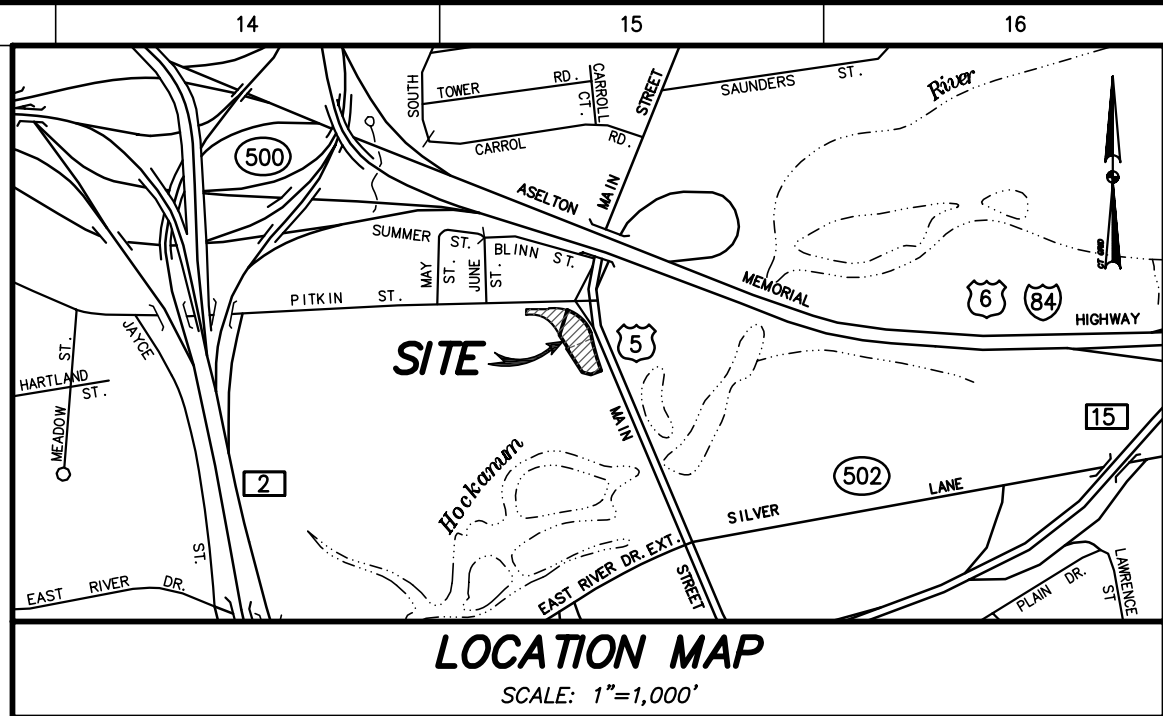 14 15 16
SOUTH
TOWER RD.
CARROLL CT.
STREET
SAUNDERS ST.
River
500
CARROL RD.
ASELTON
MAIN
SUMMER ST.
BLINN ST.
MAY ST.
JUNE ST.
MEMORIAL
CT GRID
6 84
HIGHWAY
PITKIN ST.
JAYCE
SITE
5
HARTLAND ST.
ST.
MEADOW
MAIN
15
2
Hockanum
502
SILVER LANE
ST.
EAST RIVER DR. EXT.
STREET
EAST RIVER DR.
PLAIN DR.
LAWRENCE ST
LOCATION MAP
SCALE: 1"=1,000'